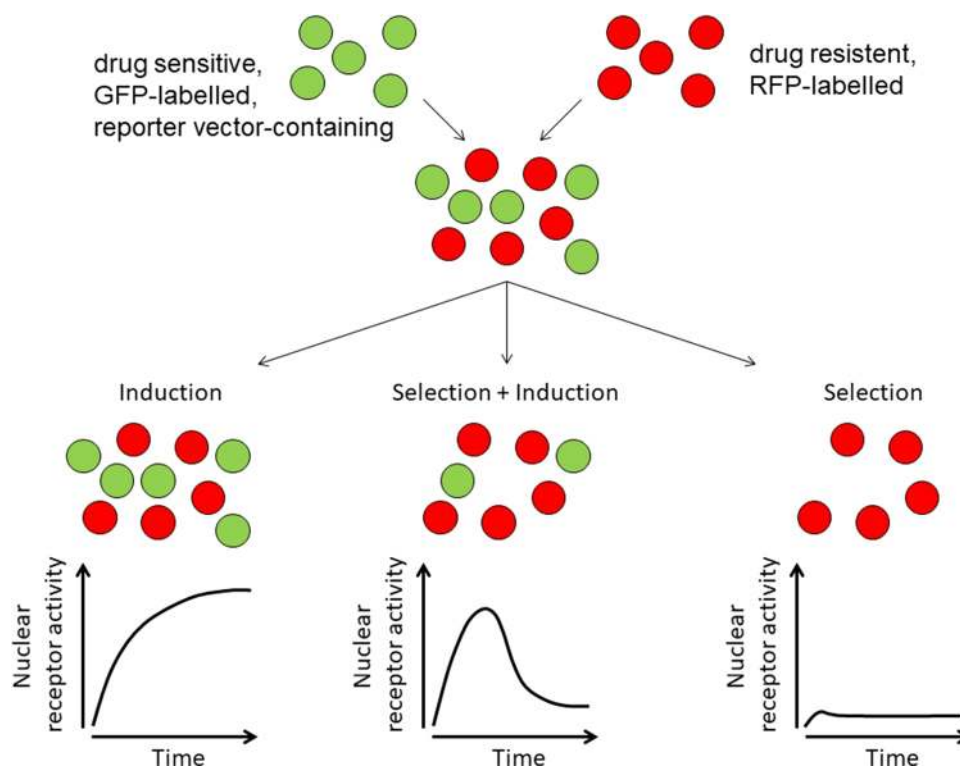 drug sensitive,
GFP-labelled,
reporter vector-containing
drug resistent,
RFP-labelled
Induction
Selection + Induction
Selection
Nuclear
receptor activity
Time
Nuclear
receptor activity
Time
Nuclear
receptor activity
Time